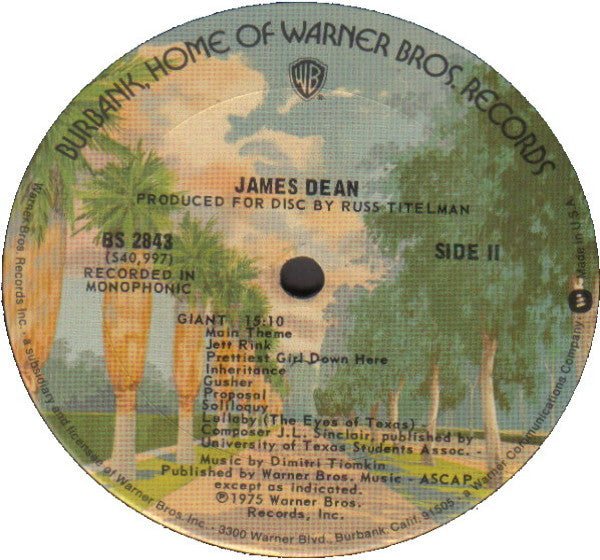 BURBANK, HOME OF WARNER BROS. RECORDS
WB
JAMES DEAN
PRODUCED FOR DISC BY RUSS TITELMAN
BS 2843
(S40,997)
RECORDED IN
MONOPHONIC
SIDE II
GIANT 15:10
Main Theme
Jett Rink
Prettiest Girl Down Here
Inheritance
Gusher
Proposal
Soliloquy
Lullaby (The Eyes of Texas) -
Composer J.L. Sinclair, published by
University of Texas Students Assoc. -
Music by Dimitri Tiomkin
Published by Warner Bros. Music - ASCAP
except as indicated.
℗1975 Warner Bros.
Records, Inc.
Warner Bros. Records Inc. • a subsidiary and licensee of Warner Bros. Inc. • 3300 Warner Blvd., Burbank, Calif. 91505 • a Warner Communications Company • Made in U.S.A.